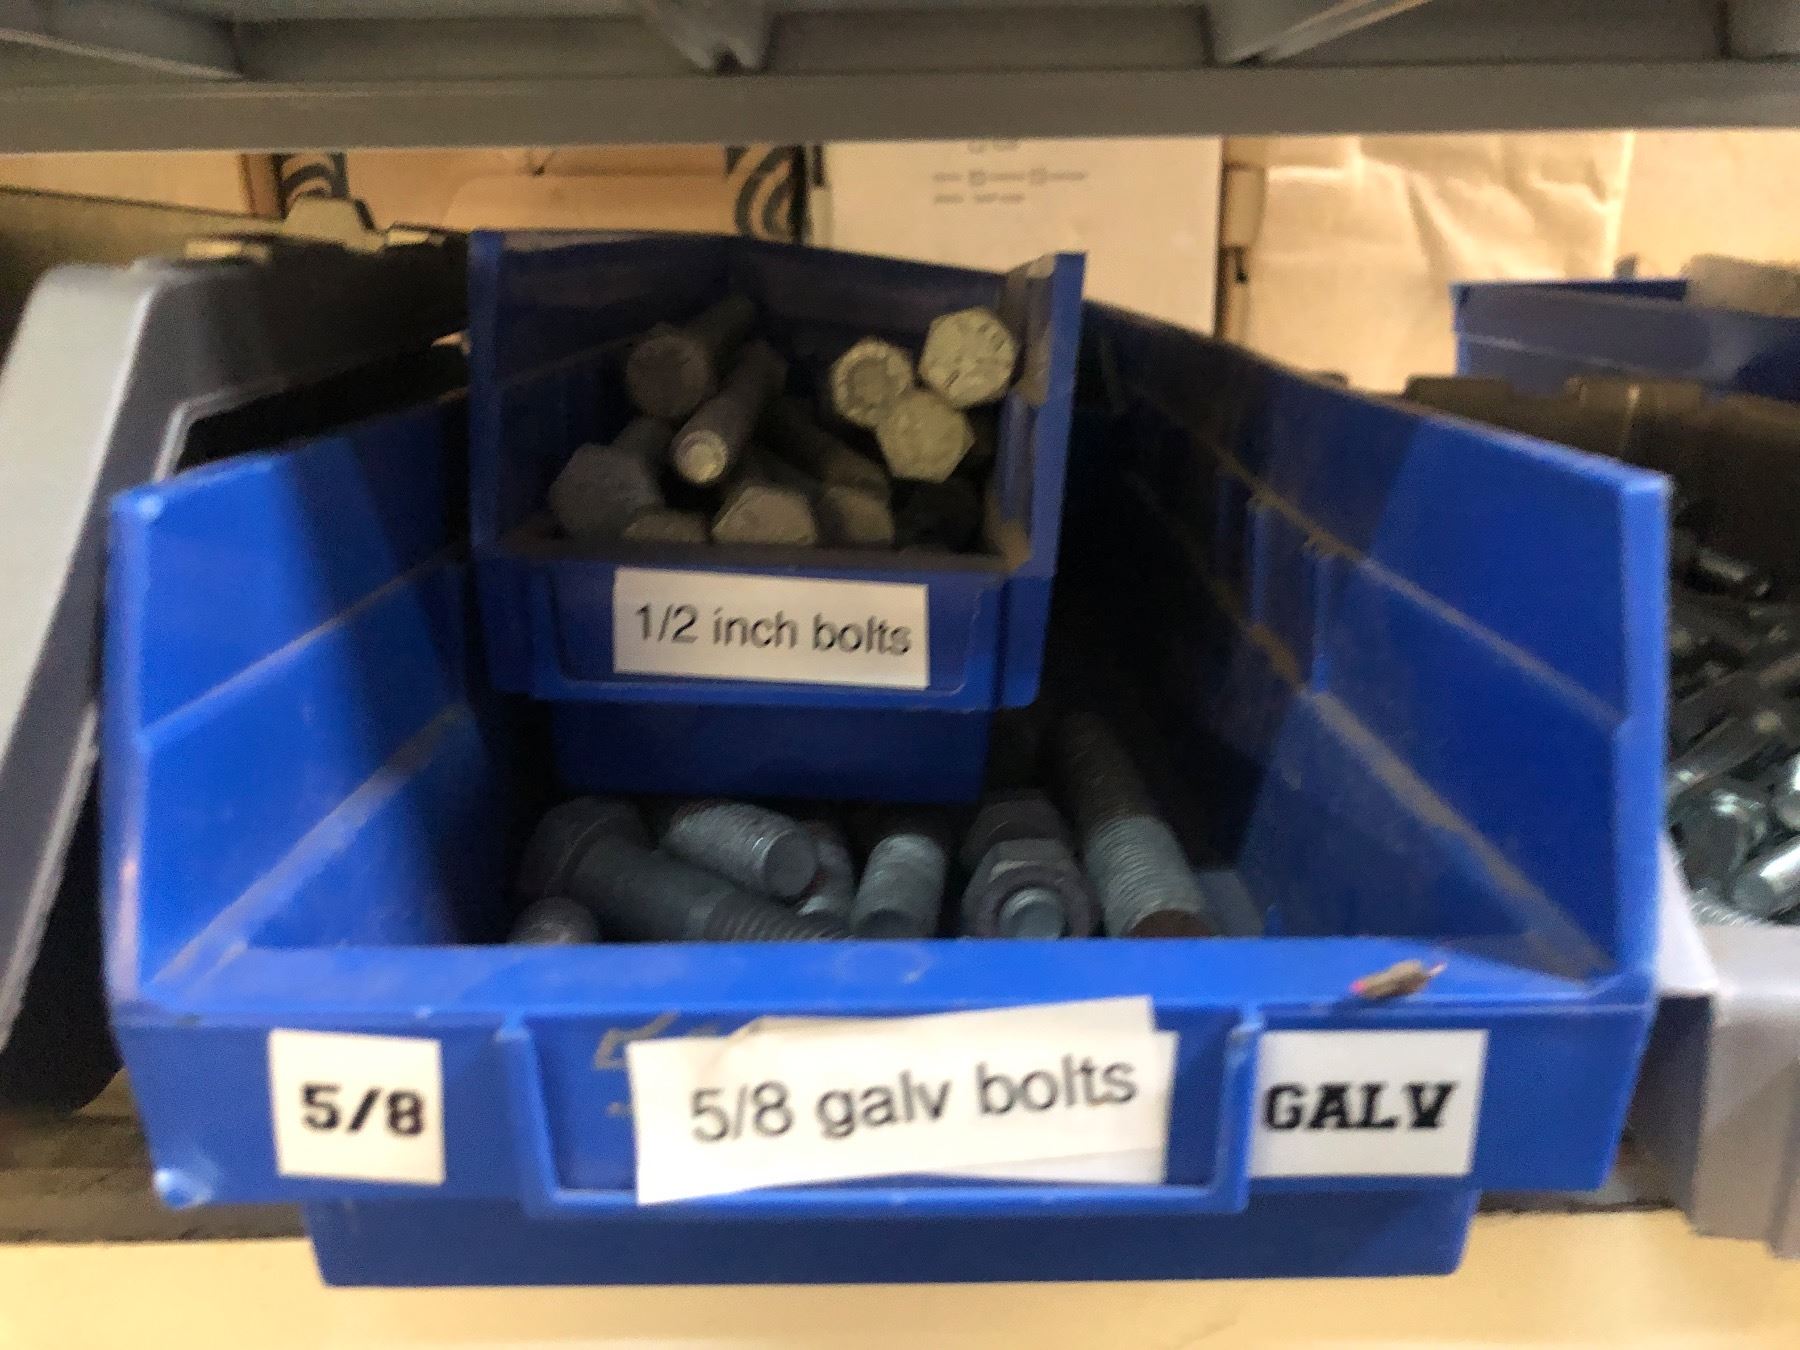 1/2 inch bolts
5/8
5/8 galv bolts
GALV